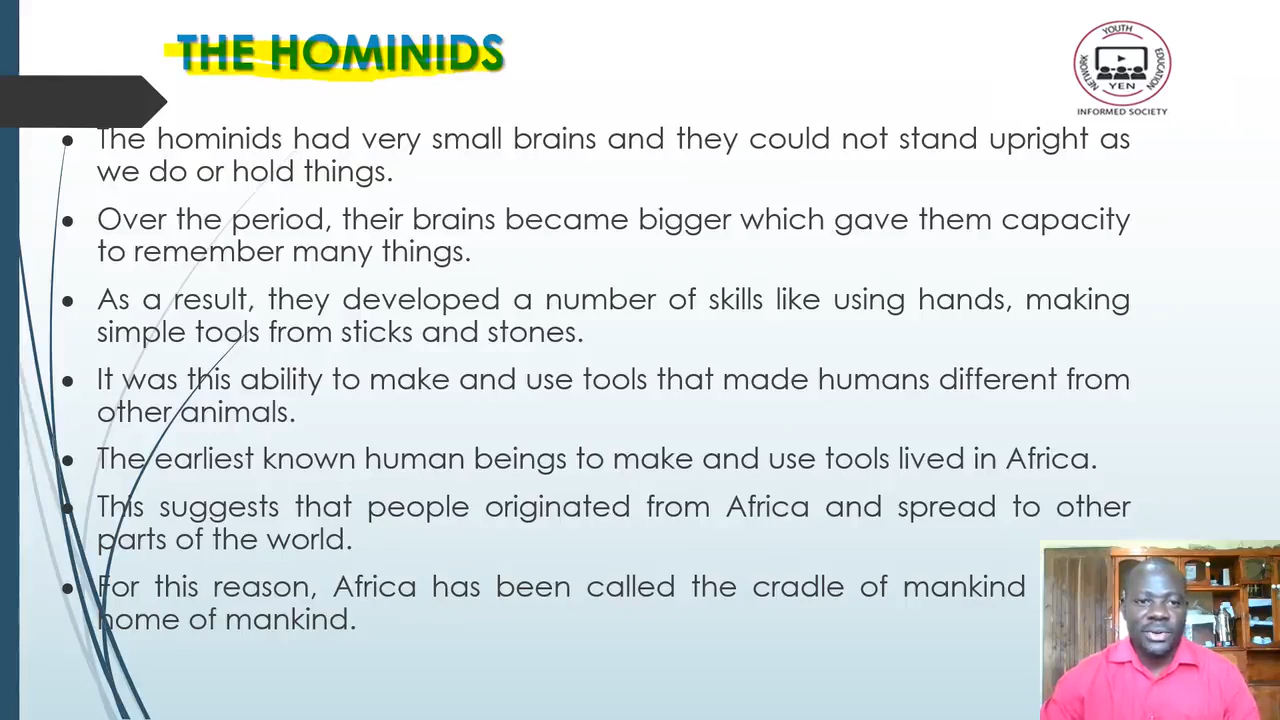 THE HOMINIDS
YOUTH
EDUCATION
NETWORK
YEN
INFORMED SOCIETY
• The hominids had very small brains and they could not stand upright as
we do or hold things.
• Over the period, their brains became bigger which gave them capacity
to remember many things.
• As a result, they developed a number of skills like using hands, making
simple tools from sticks and stones.
• It was this ability to make and use tools that made humans different from
other animals.
• The earliest known human beings to make and use tools lived in Africa.
• This suggests that people originated from Africa and spread to other
parts of the world.
• For this reason, Africa has been called the cradle of mankind
home of mankind.